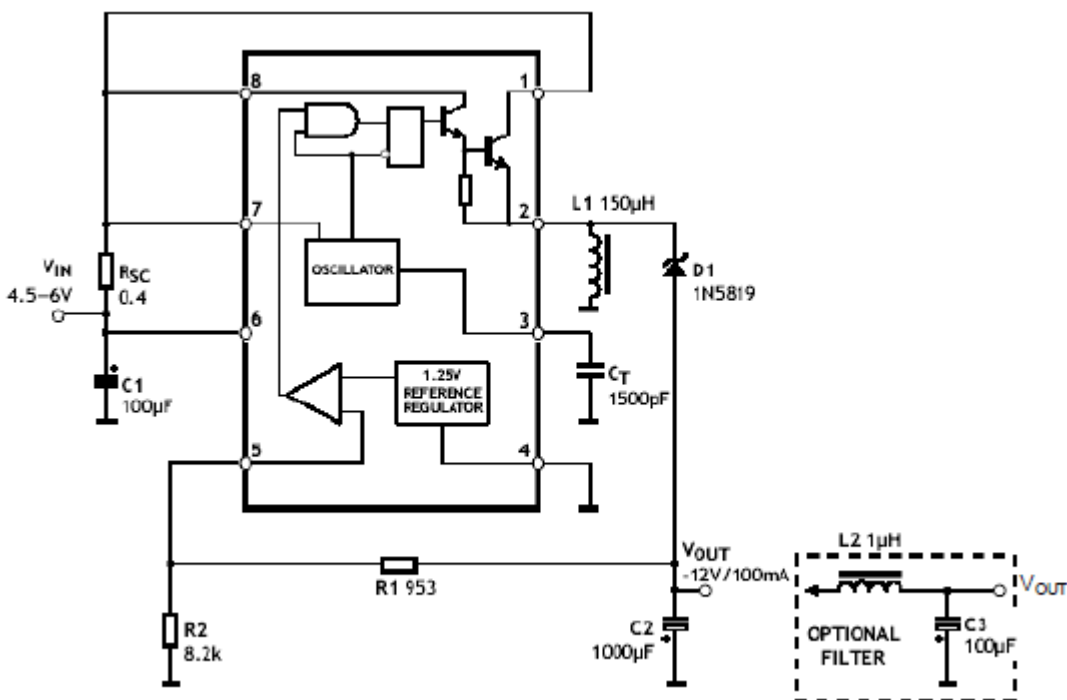 8
1
7
2
L1 150µH
VIN
4.5-6V
RSC
0.4
OSCILLATOR
D1
1N5819
6
3
C1
100µF
1.25V
REFERENCE
REGULATOR
CT
1500pF
5
4
R1 953
VOUT
-12V/100mA
L2 1µH
VOUT
R2
8.2k
C2
1000µF
OPTIONAL
FILTER
C3
100µF